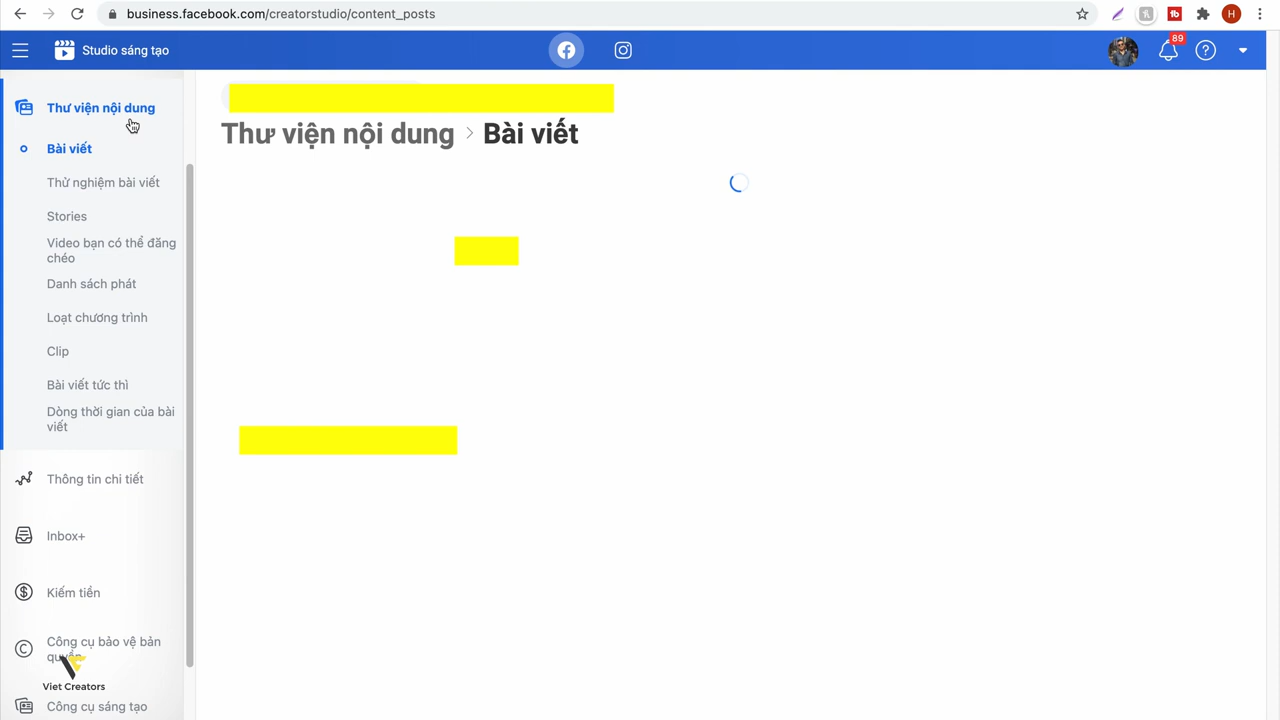 business.facebook.com/creatorstudio/content_posts
H
Studio sáng tạo
89
Thư viện nội dung
Bài viết
Thử nghiệm bài viết
Stories
Video bạn có thể đăng
chéo
Danh sách phát
Loạt chương trình
Clip
Bài viết tức thì
Dòng thời gian của bài
viết
Thông tin chi tiết
Inbox+
Kiếm tiền
Công cụ bảo vệ bản
quyền
Viet Creators
Công cụ sáng tạo
Thư viện nội dung > Bài viết